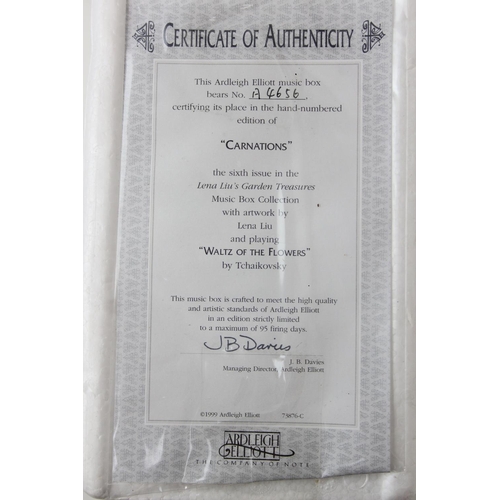 CERTIFICATE OF AUTHENTICITY
This Ardleigh Elliott music box
bears No. A 4656
certifying its place in the hand-numbered
edition of
"CARNATIONS"
the sixth issue in the
Lena Liu's Garden Treasures
Music Box Collection
with artwork by
Lena Liu
and playing
"WALTZ OF THE FLOWERS"
by Tchaikovsky
This music box is crafted to meet the high quality
and artistic standards of Ardleigh Elliott
in an edition strictly limited
to a maximum of 95 firing days.
JB Davies
J. B. Davies
Managing Director, Ardleigh Elliott
©1999 Ardleigh Elliott 74876-C
ARDLEIGH
ELLIOTT
THE COMPANY OF NOTE